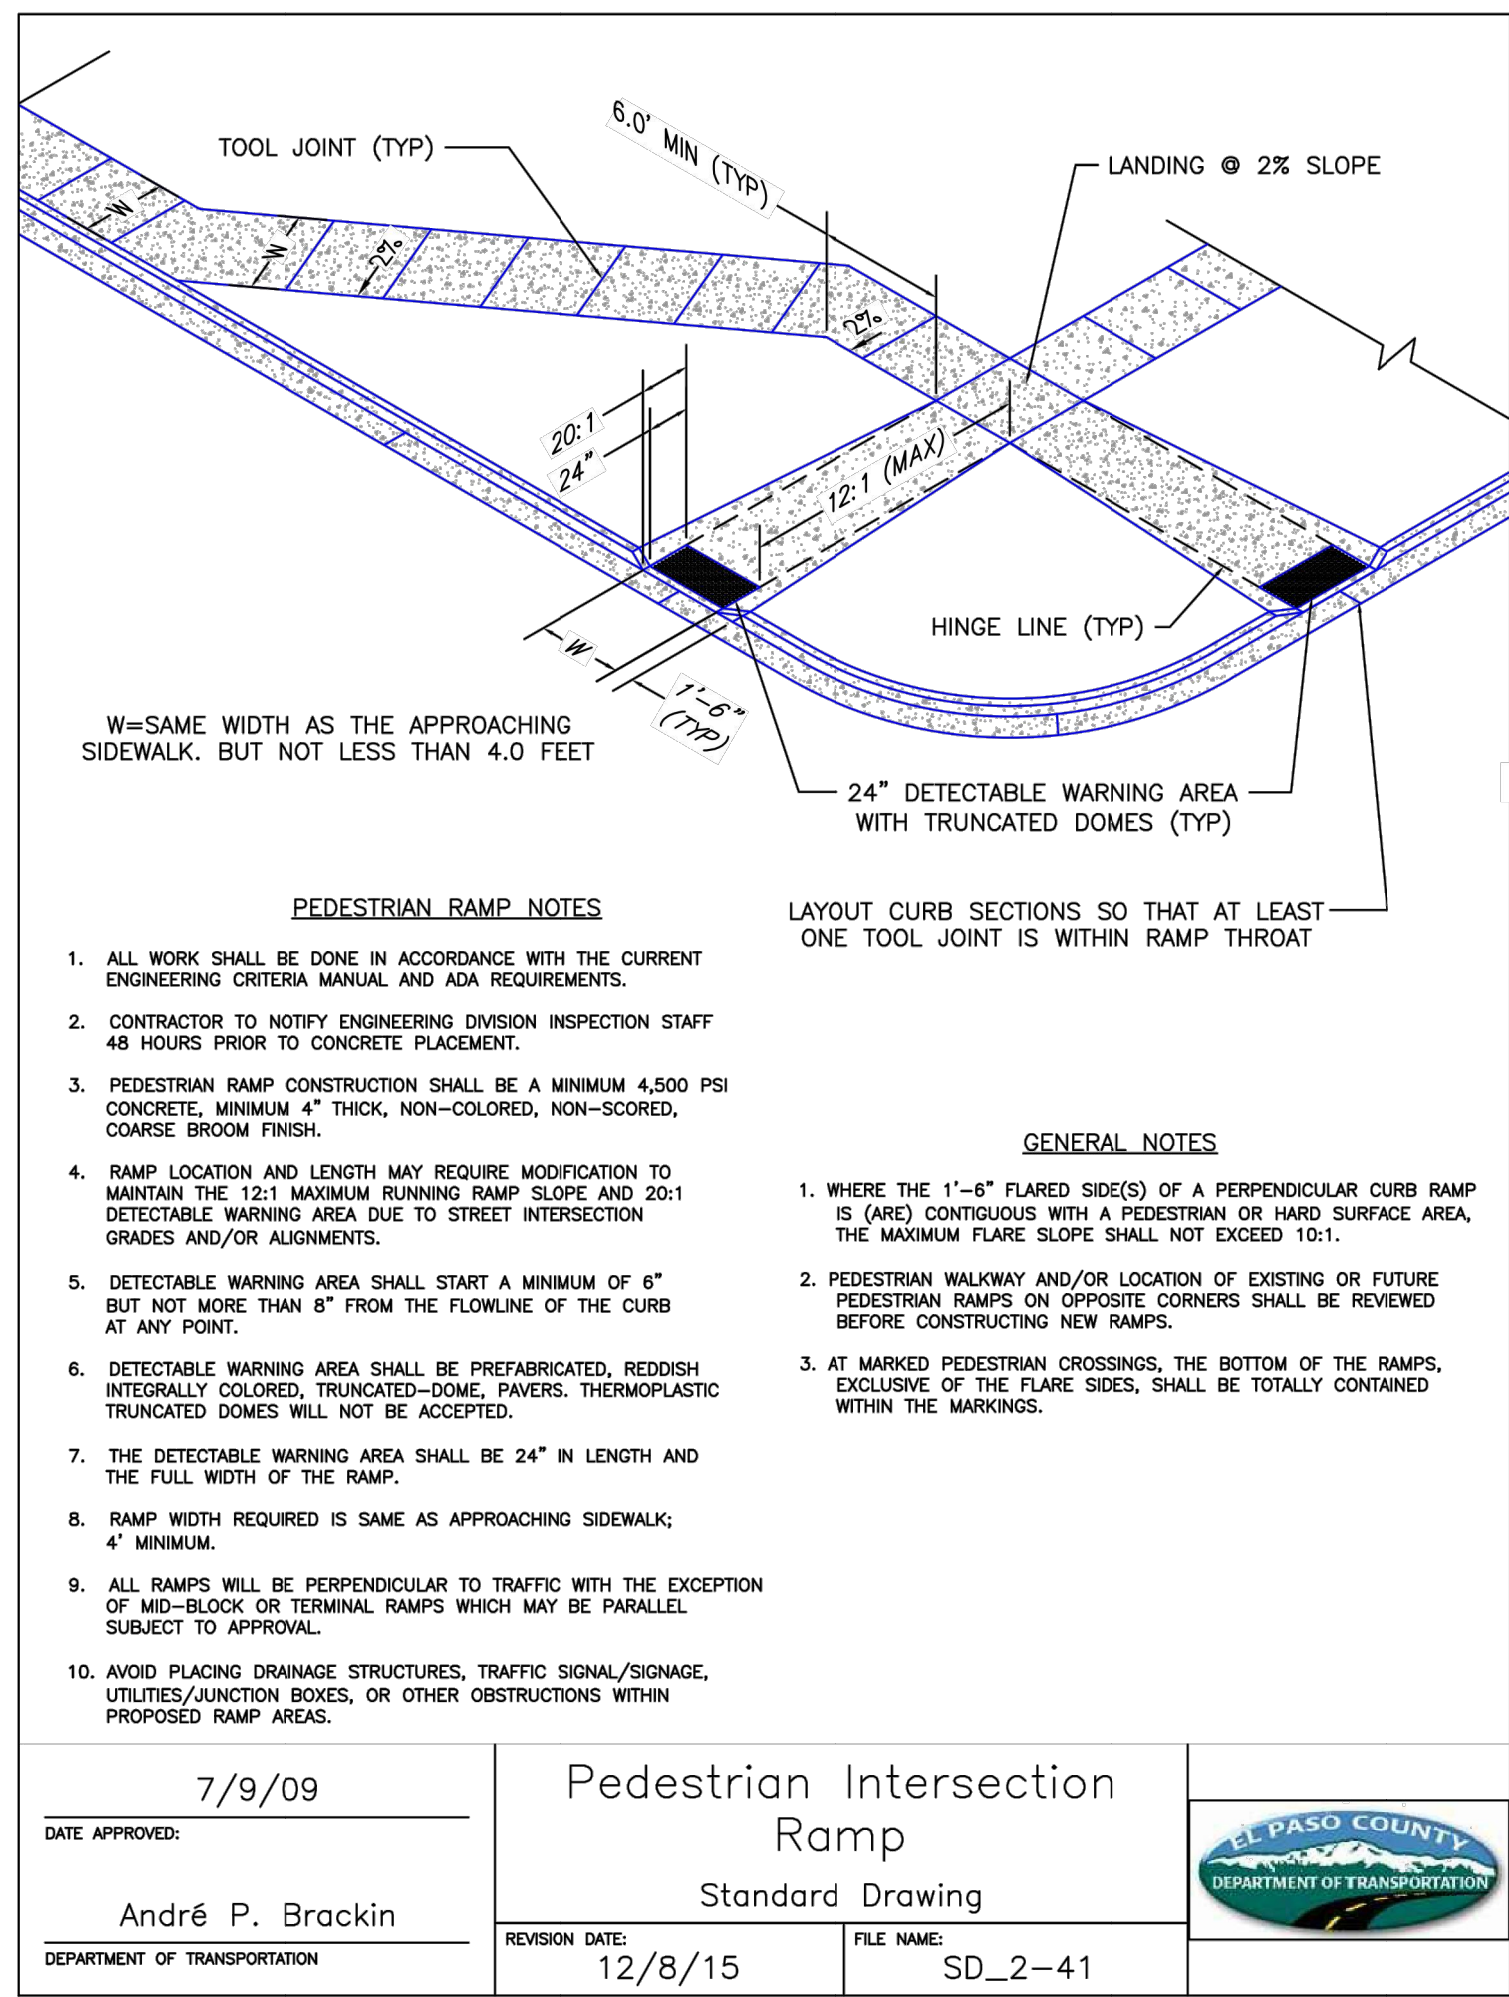 TOOL JOINT (TYP)
6.0' MIN (TYP)
LANDING @ 2% SLOPE
W
W
2%
2%
20:1
24"
12:1 (MAX)
HINGE LINE (TYP)
W
1'-6"
(TYP)
W=SAME WIDTH AS THE APPROACHING
SIDEWALK. BUT NOT LESS THAN 4.0 FEET
24" DETECTABLE WARNING AREA
WITH TRUNCATED DOMES (TYP)
LAYOUT CURB SECTIONS SO THAT AT LEAST
ONE TOOL JOINT IS WITHIN RAMP THROAT
PEDESTRIAN RAMP NOTES
1. ALL WORK SHALL BE DONE IN ACCORDANCE WITH THE CURRENT
ENGINEERING CRITERIA MANUAL AND ADA REQUIREMENTS.
2. CONTRACTOR TO NOTIFY ENGINEERING DIVISION INSPECTION STAFF
48 HOURS PRIOR TO CONCRETE PLACEMENT.
3. PEDESTRIAN RAMP CONSTRUCTION SHALL BE A MINIMUM 4,500 PSI
CONCRETE, MINIMUM 4" THICK, NON-COLORED, NON-SCORED,
COARSE BROOM FINISH.
4. RAMP LOCATION AND LENGTH MAY REQUIRE MODIFICATION TO
MAINTAIN THE 12:1 MAXIMUM RUNNING RAMP SLOPE AND 20:1
DETECTABLE WARNING AREA DUE TO STREET INTERSECTION
GRADES AND/OR ALIGNMENTS.
5. DETECTABLE WARNING AREA SHALL START A MINIMUM OF 6"
BUT NOT MORE THAN 8" FROM THE FLOWLINE OF THE CURB
AT ANY POINT.
6. DETECTABLE WARNING AREA SHALL BE PREFABRICATED, REDDISH
INTEGRALLY COLORED, TRUNCATED-DOME, PAVERS. THERMOPLASTIC
TRUNCATED DOMES WILL NOT BE ACCEPTED.
7. THE DETECTABLE WARNING AREA SHALL BE 24" IN LENGTH AND
THE FULL WIDTH OF THE RAMP.
8. RAMP WIDTH REQUIRED IS SAME AS APPROACHING SIDEWALK;
4' MINIMUM.
9. ALL RAMPS WILL BE PERPENDICULAR TO TRAFFIC WITH THE EXCEPTION
OF MID-BLOCK OR TERMINAL RAMPS WHICH MAY BE PARALLEL
SUBJECT TO APPROVAL.
10. AVOID PLACING DRAINAGE STRUCTURES, TRAFFIC SIGNAL/SIGNAGE,
UTILITIES/JUNCTION BOXES, OR OTHER OBSTRUCTIONS WITHIN
PROPOSED RAMP AREAS.
GENERAL NOTES
1. WHERE THE 1'-6" FLARED SIDE(S) OF A PERPENDICULAR CURB RAMP
IS (ARE) CONTIGUOUS WITH A PEDESTRIAN OR HARD SURFACE AREA,
THE MAXIMUM FLARE SLOPE SHALL NOT EXCEED 10:1.
2. PEDESTRIAN WALKWAY AND/OR LOCATION OF EXISTING OR FUTURE
PEDESTRIAN RAMPS ON OPPOSITE CORNERS SHALL BE REVIEWED
BEFORE CONSTRUCTING NEW RAMPS.
3. AT MARKED PEDESTRIAN CROSSINGS, THE BOTTOM OF THE RAMPS,
EXCLUSIVE OF THE FLARE SIDES, SHALL BE TOTALLY CONTAINED
WITHIN THE MARKINGS.
7/9/09
DATE APPROVED:
André P. Brackin
DEPARTMENT OF TRANSPORTATION
Pedestrian Intersection
Ramp
Standard Drawing
REVISION DATE:
12/8/15
FILE NAME:
SD_2-41
EL PASO COUNTY
DEPARTMENT OF TRANSPORTATION